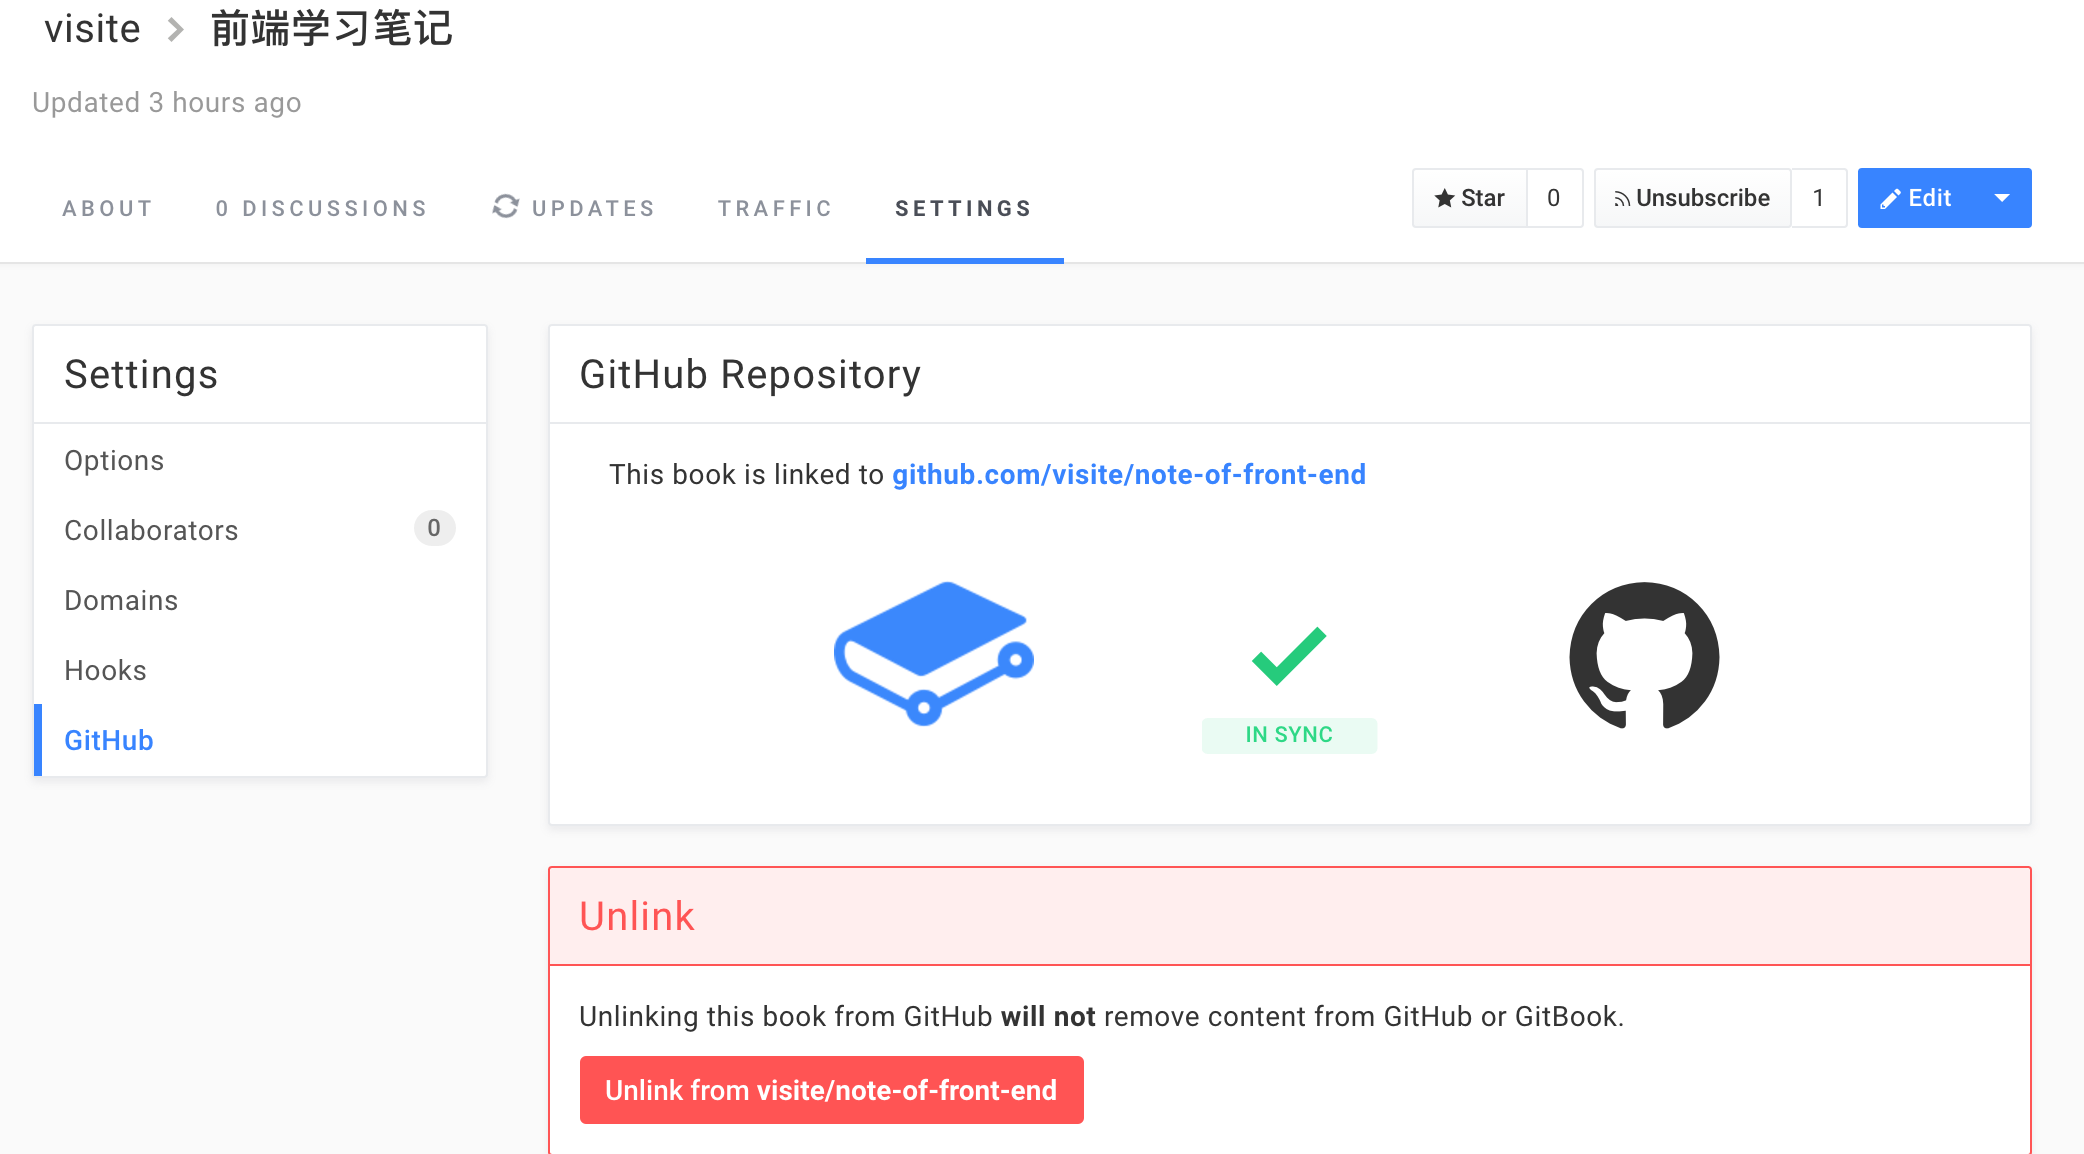 visite > 前端学习笔记
Updated 3 hours ago
ABOUT
0 DISCUSSIONS
UPDATES
TRAFFIC
SETTINGS
Star 0
Unsubscribe 1
Edit
Settings
Options
Collaborators 0
Domains
Hooks
GitHub
GitHub Repository
This book is linked to github.com/visite/note-of-front-end
IN SYNC
Unlink
Unlinking this book from GitHub will not remove content from GitHub or GitBook.
Unlink from visite/note-of-front-end